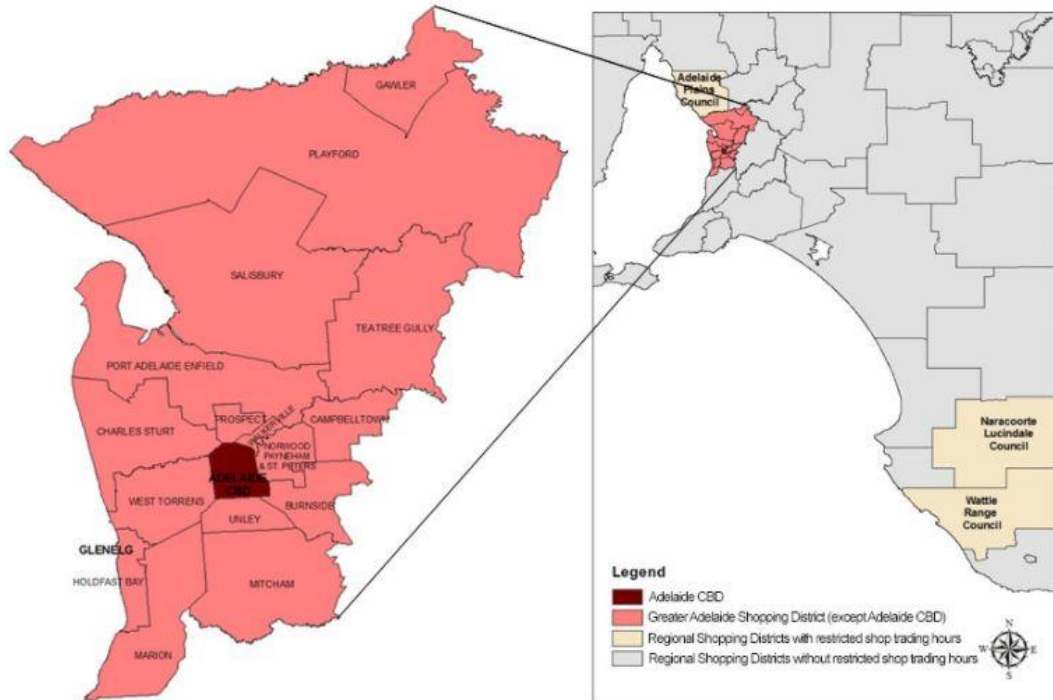 GAWLER
PLAYFORD
SALISBURY
TEA TREE GULLY
PORT ADELAIDE ENFIELD
PROSPECT
WALKERVILLE
CAMPBELLTOWN
CHARLES STURT
NORWOOD
PAYNEHAM
& ST. PETERS
ADELAIDE
CBD
WEST TORRENS
BURNSIDE
UNLEY
GLENELG
HOLDFAST BAY
MITCHAM
MARION
Adelaide
Plains
Council
Naracoorte
Lucindale
Council
Wattie
Range
Council
Legend
Adelaide CBD
Greater Adelaide Shopping District (except Adelaide CBD)
Regional Shopping Districts with restricted shop trading hours
Regional Shopping Districts without restricted shop trading hours
N
W
E
S